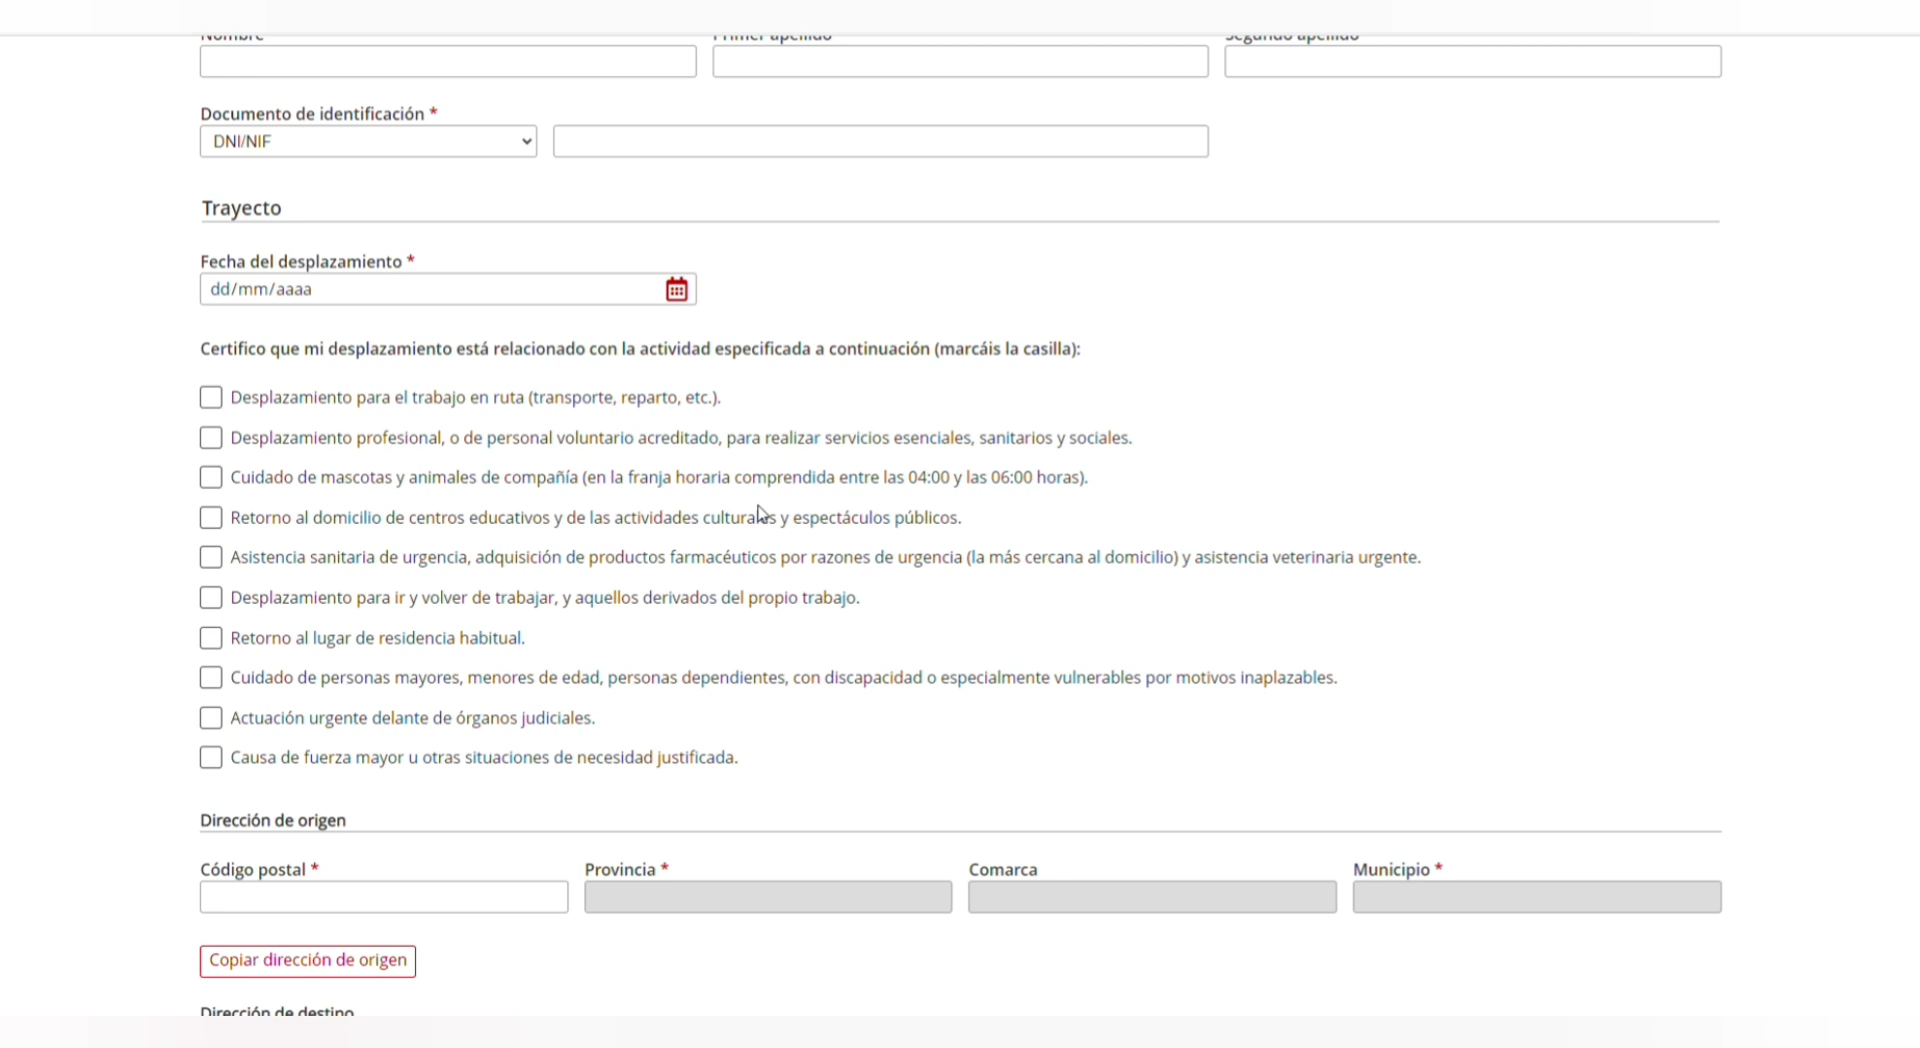 Nombre Primer apellido Segundo apellido
Documento de identificación *
DNI/NIF
Trayecto
Fecha del desplazamiento *
dd/mm/aaaa
Certifico que mi desplazamiento está relacionado con la actividad especificada a continuación (marcáis la casilla):
Desplazamiento para el trabajo en ruta (transporte, reparto, etc.).
Desplazamiento profesional, o de personal voluntario acreditado, para realizar servicios esenciales, sanitarios y sociales.
Cuidado de mascotas y animales de compañía (en la franja horaria comprendida entre las 04:00 y las 06:00 horas).
Retorno al domicilio de centros educativos y de las actividades culturales y espectáculos públicos.
Asistencia sanitaria de urgencia, adquisición de productos farmacéuticos por razones de urgencia (la más cercana al domicilio) y asistencia veterinaria urgente.
Desplazamiento para ir y volver de trabajar, y aquellos derivados del propio trabajo.
Retorno al lugar de residencia habitual.
Cuidado de personas mayores, menores de edad, personas dependientes, con discapacidad o especialmente vulnerables por motivos inaplazables.
Actuación urgente delante de órganos judiciales.
Causa de fuerza mayor u otras situaciones de necesidad justificada.
Dirección de origen
Código postal * Provincia * Comarca Municipio *
Copiar dirección de origen
Dirección de destino